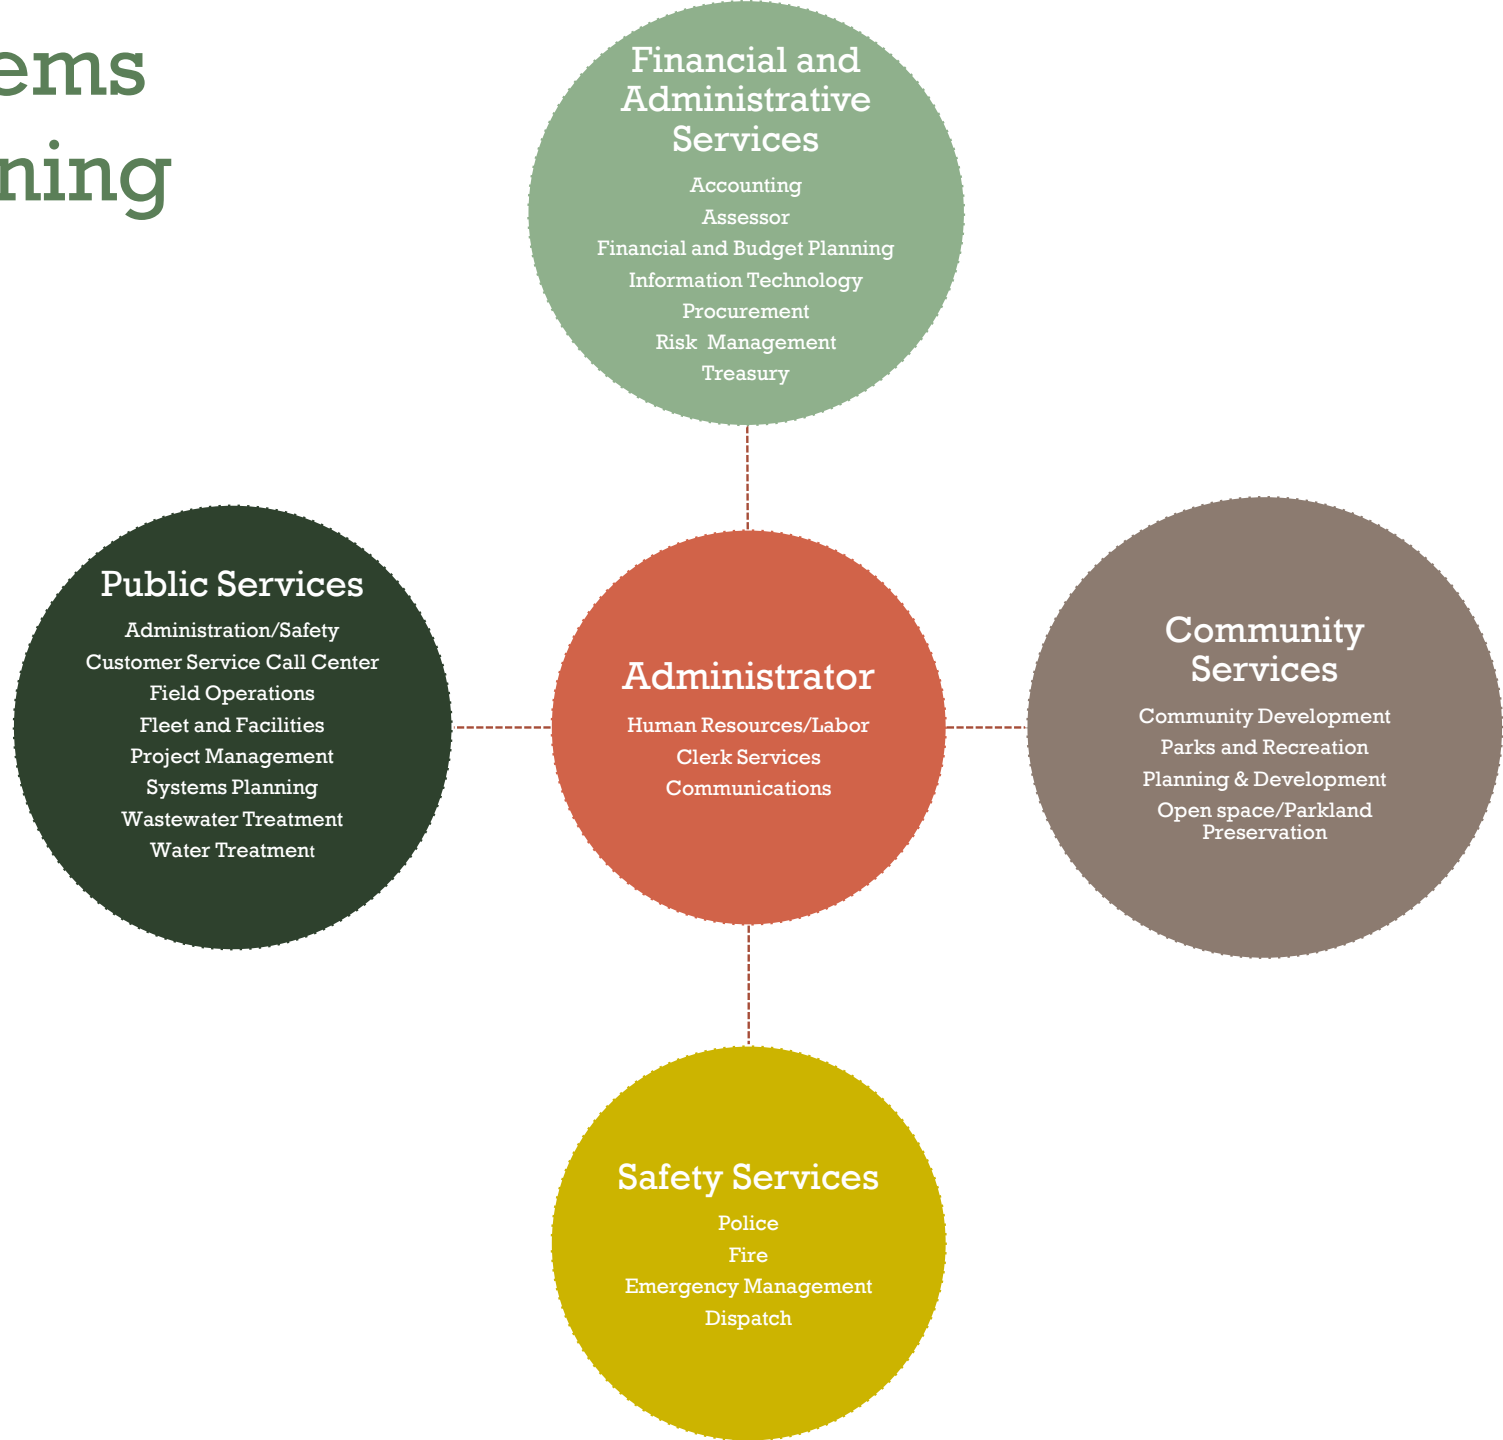 ems
ning
Financial and
Administrative
Services
Accounting
Assessor
Financial and Budget Planning
Information Technology
Procurement
Risk  Management
Treasury
Public Services
Administration/Safety
Customer Service Call Center
Field Operations
Fleet and Facilities
Project Management
Systems Planning
Wastewater Treatment
Water Treatment
Administrator
Human Resources/Labor
Clerk Services
Communications
Community
Services
Community Development
Parks and Recreation
Planning & Development
Open space/Parkland
Preservation
Safety Services
Police
Fire
Emergency Management
Dispatch